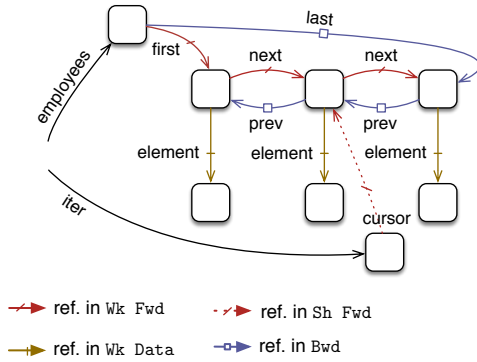 last
first
next
next
employees
prev
prev
element
element
element
iter
cursor
ref. in Wk Fwd
ref. in Sh Fwd
ref. in Wk Data
ref. in Bwd